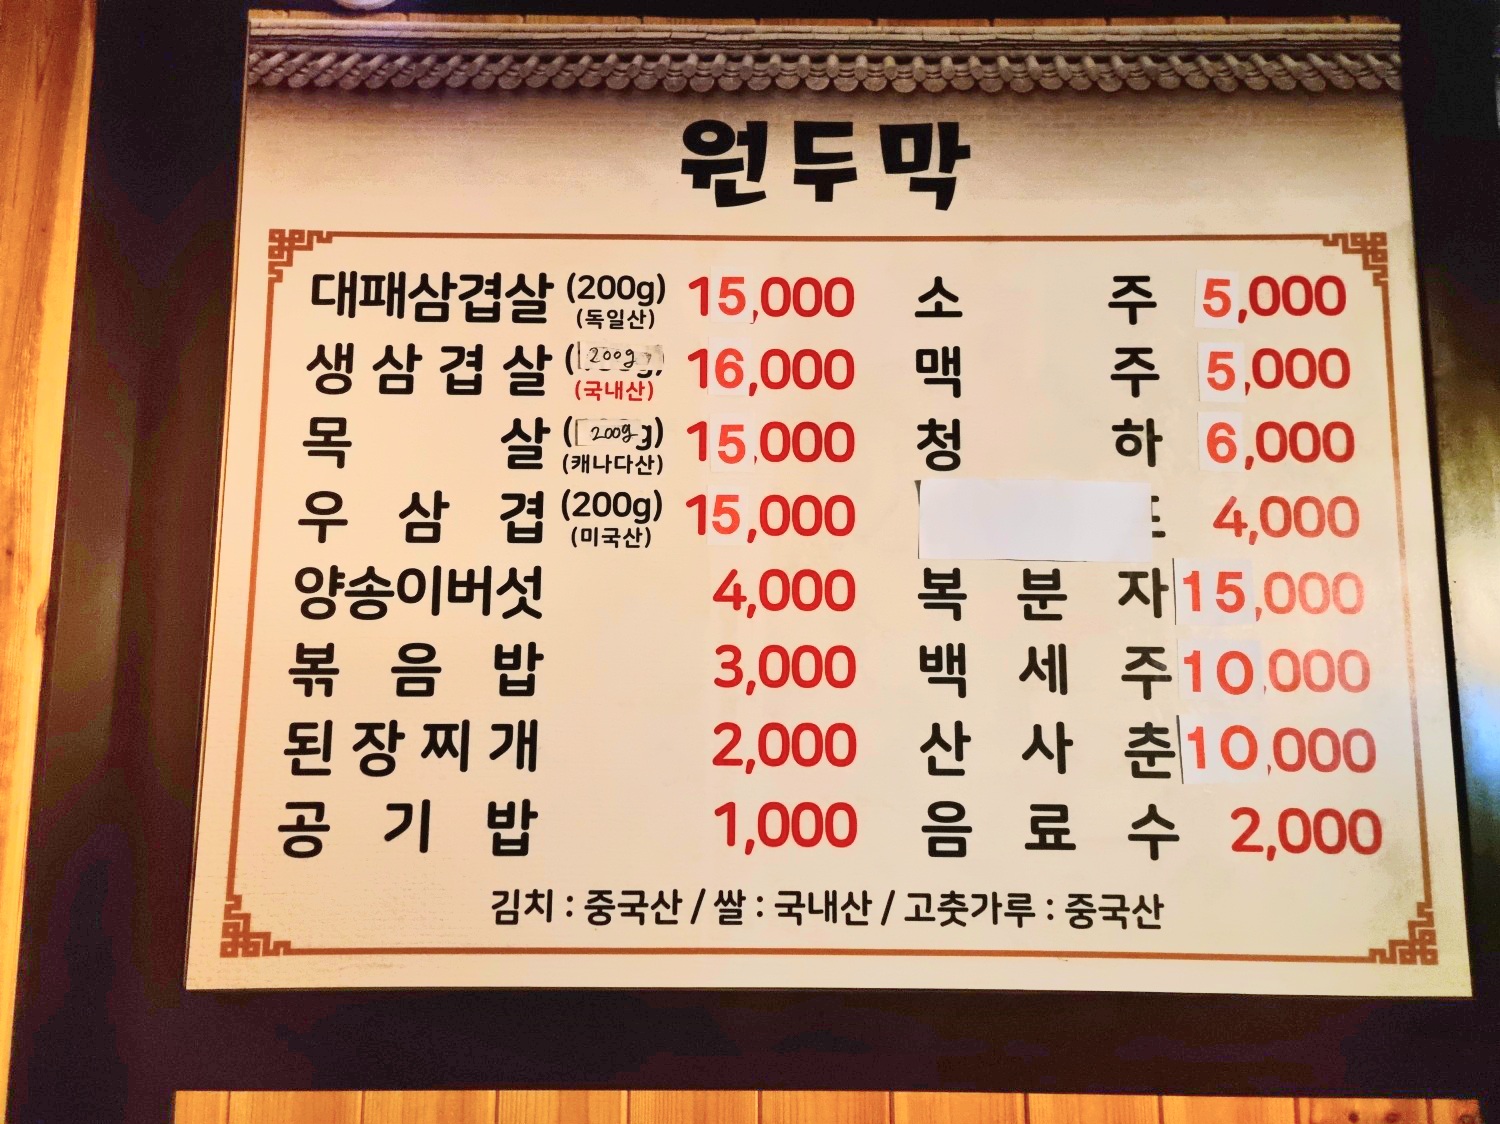 원두막
대패삼겹살 (200g) (독일산) 15,000
생삼겹살 (200g) (국내산) 16,000
목살 (200g) (캐나다산) 15,000
우삼겹 (200g) (미국산) 15,000
양송이버섯 4,000
볶음밥 3,000
된장찌개 2,000
공기밥 1,000
소주 5,000
맥주 5,000
청하 6,000
4,000
복분자 15,000
백세주 10,000
산사춘 10,000
음료수 2,000
김치 : 중국산 / 쌀 : 국내산 / 고춧가루 : 중국산